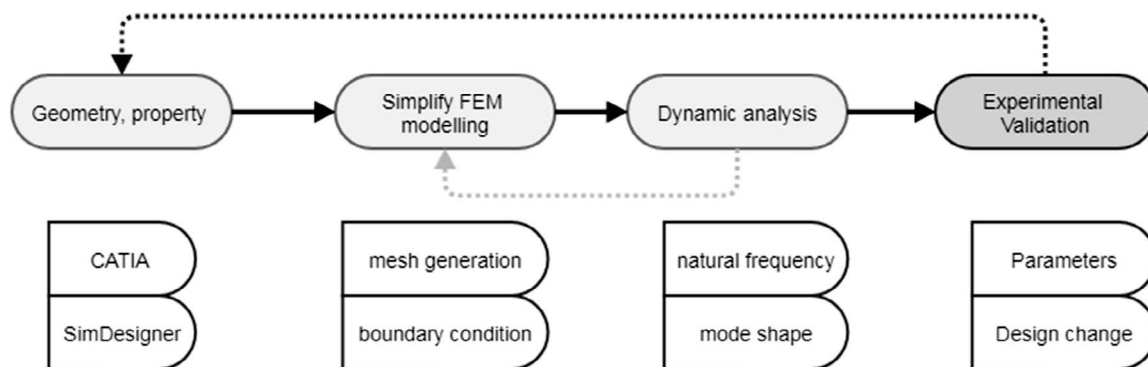 Geometry, property
Simplify FEM
modelling
Dynamic analysis
Experimental
Validation
CATIA
mesh generation
natural frequency
Parameters
SimDesigner
boundary condition
mode shape
Design change